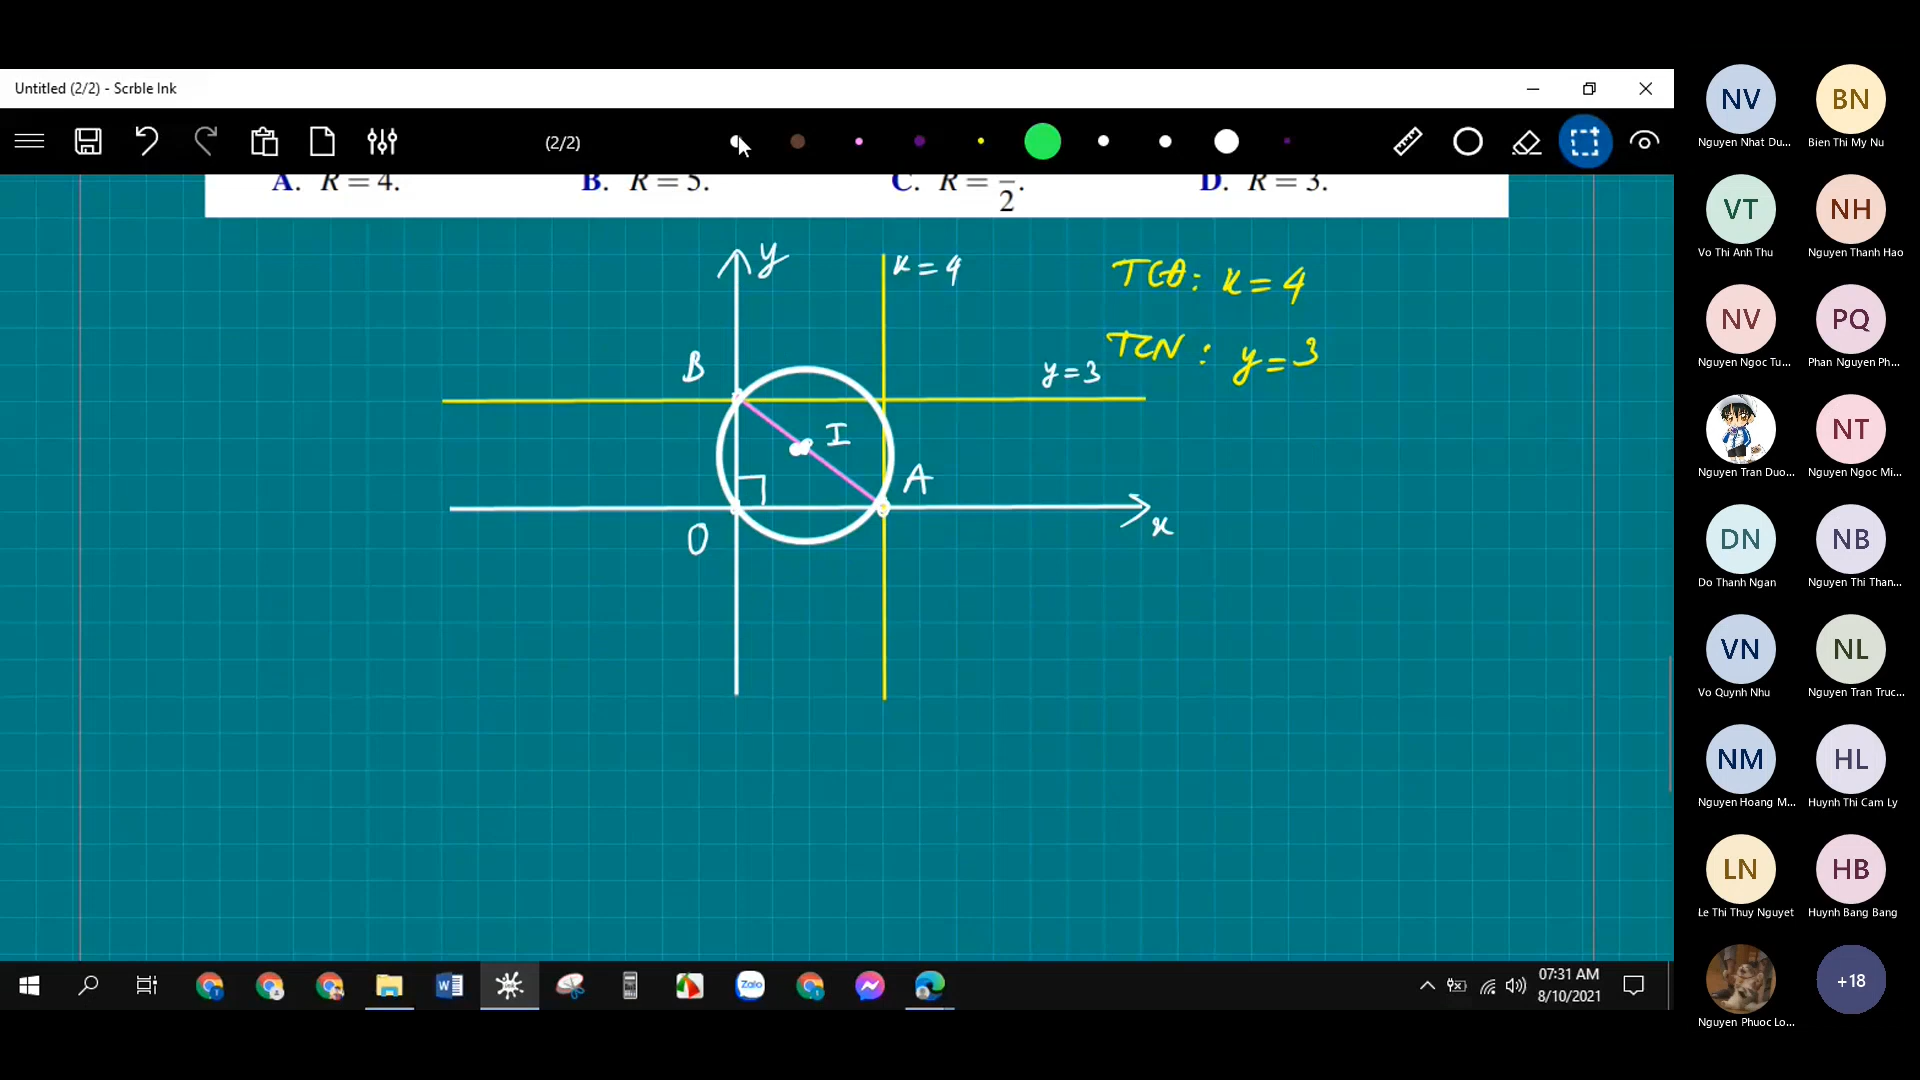 Untitled (2/2) - Scrble Ink
(2/2)
A. R = 4. B. R = 5. C. R = /2. D. R = 3.
y
x = 4
TCĐ: x = 4
TCN: y = 3
B
y = 3
I
A
O
x
NV
BN
Nguyen Nhat Du...
Bien Thi My Nu
VT
NH
Vo Thi Anh Thu
Nguyen Thanh Hao
NV
PQ
Nguyen Ngoc Tu...
Phan Nguyen Ph...
NT
Nguyen Tran Duo...
Nguyen Ngoc Mi...
DN
NB
Do Thanh Ngan
Nguyen Thi Than...
VN
NL
Vo Quynh Nhu
Nguyen Tran Truc...
NM
HL
Nguyen Hoang M...
Huynh Thi Cam Ly
LN
HB
Le Thi Thuy Nguyet
Huynh Bang Bang
+18
Nguyen Phuoc Lo...
Zalo
07:31 AM
8/10/2021